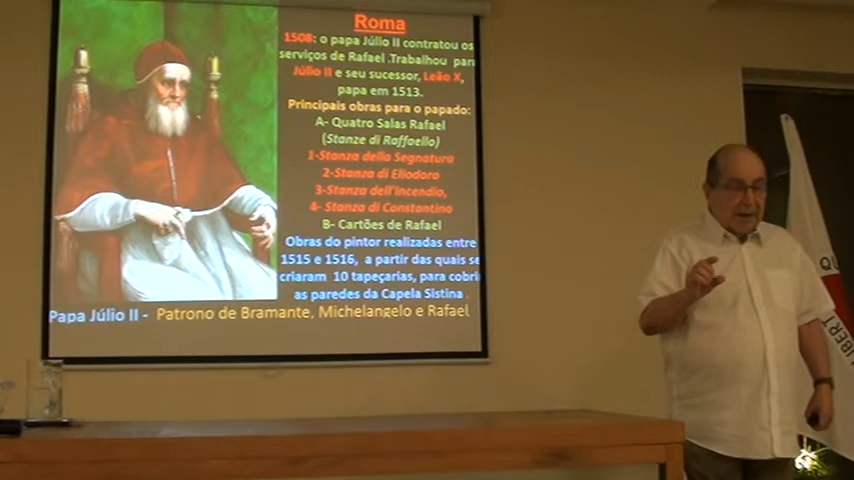 Roma
1508: o papa Júlio II contratou os
serviços de Rafael .Trabalhou para
Júlio II e seu sucessor, Leão X,
papa em 1513.
Principais obras para o papado:
A- Quatro Salas Rafael
(Stanze di Raffaello)
1-Stanza della Segnatura
2-Stanza di Eliodoro
3-Stanza dell'Incendio,
4- Stanza di Constantino
B- Cartões de Rafael
Obras do pintor realizadas entre
1515 e 1516, a partir das quais se
criaram 10 tapeçarias, para cobrir
as paredes da Capela Sistina
Papa Júlio II - Patrono de Bramante, Michelangelo e Rafael
QU
LIBERT